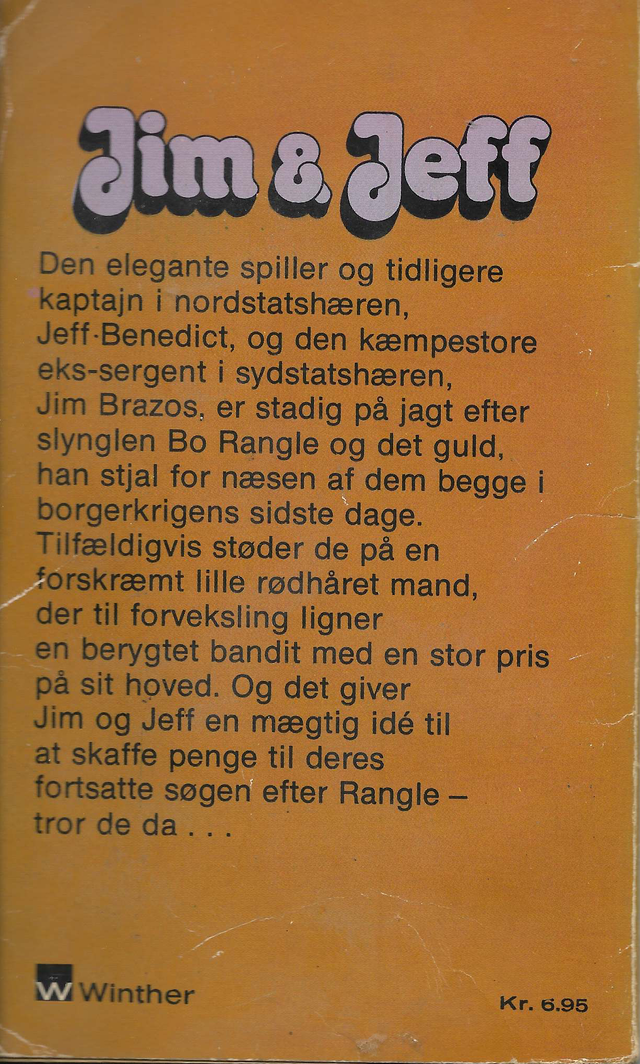 Jim & Jeff
Den elegante spiller og tidligere
kaptajn i nordstatshæren,
Jeff Benedict, og den kæmpestore
eks-sergent i sydstatshæren,
Jim Brazos, er stadig på jagt efter
slynglen Bo Rangle og det guld,
han stjal for næsen af dem begge i
borgerkrigens sidste dage.
Tilfældigvis støder de på en
forskræmt lille rødhåret mand,
der til forveksling ligner
en berygtet bandit med en stor pris
på sit hoved. Og det giver
Jim og Jeff en mægtig idé til
at skaffe penge til deres
fortsatte søgen efter Rangle –
tror de da . . .
W Winther
Kr. 6.95